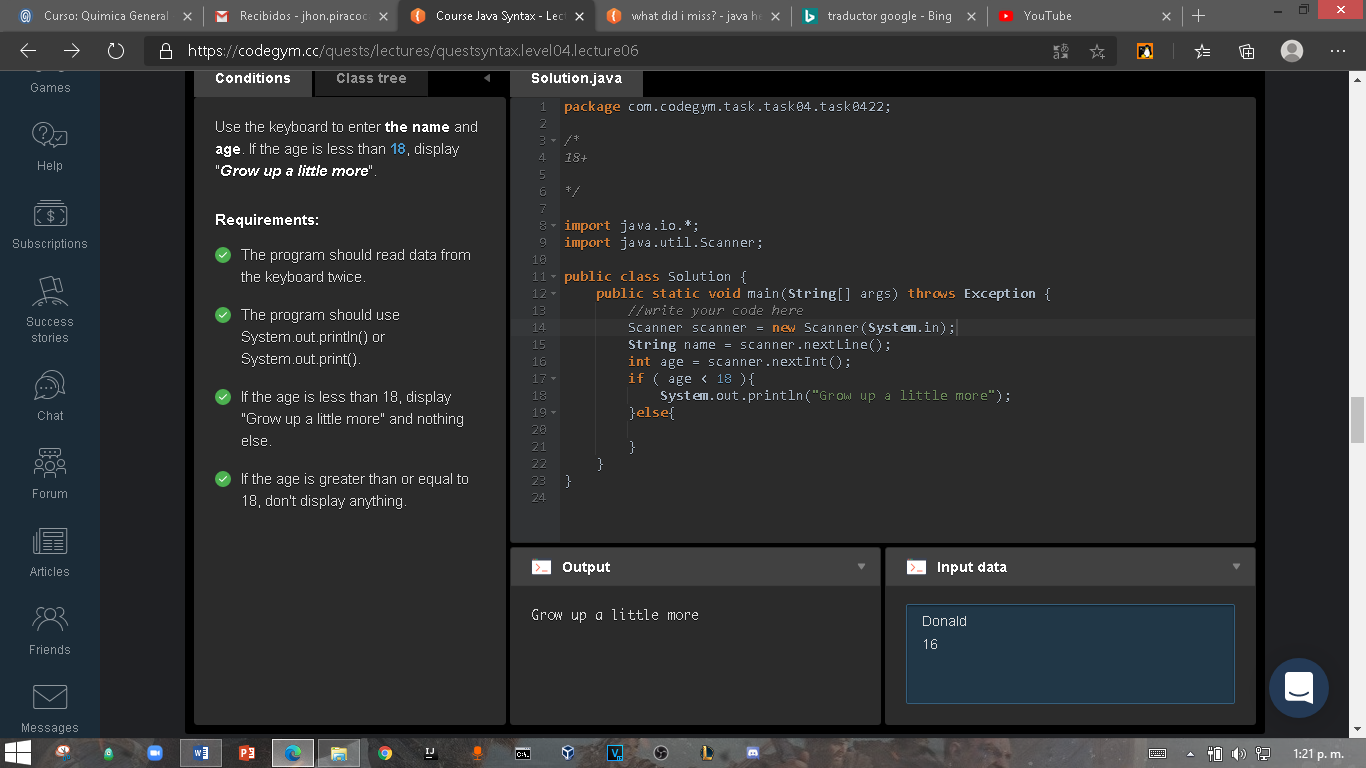 Curso: Quimica General
Recibidos - jhon.piracoc
Course Java Syntax - Lec
what did i miss? - java he
traductor google - Bing
YouTube
https://codegym.cc/quests/lectures/questsyntax.level04.lecture06
Games
Help
Subscriptions
Success
stories
Chat
Forum
Articles
Friends
Messages
Conditions
Class tree
Use the keyboard to enter the name and
age. If the age is less than 18, display
"Grow up a little more".
Requirements:
The program should read data from
the keyboard twice.
The program should use
System.out.println() or
System.out.print().
If the age is less than 18, display
"Grow up a little more" and nothing
else.
If the age is greater than or equal to
18, don't display anything.
Solution.java
1 package com.codegym.task.task04.task0422;
2
3 /*
4 18+
5
6 */
7
8 import java.io.*;
9 import java.util.Scanner;
10
11 public class Solution {
12 public static void main(String[] args) throws Exception {
13 //write your code here
14 Scanner scanner = new Scanner(System.in);
15 String name = scanner.nextLine();
16 int age = scanner.nextInt();
17 if ( age < 18 ){
18 System.out.println("Grow up a little more");
19 }else{
20
21 }
22 }
23 }
24
Output
Grow up a little more
Input data
Donald
16
1:21 p. m.